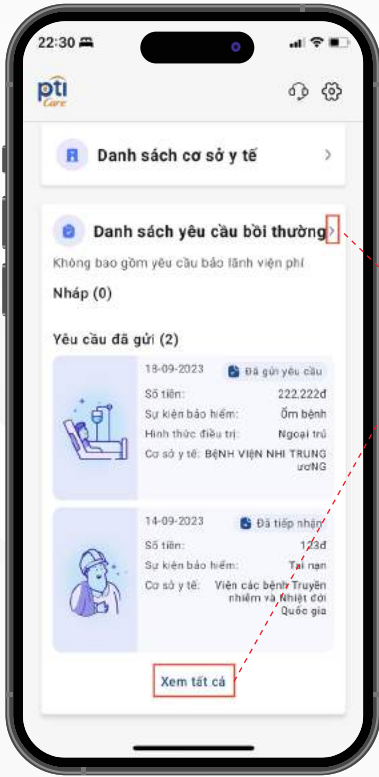 22:30
pti
Care
Danh sách cơ sở y tế
Danh sách yêu cầu bồi thường
Không bao gồm yêu cầu bảo lãnh viện phí
Nháp (0)
Yêu cầu đã gửi (2)
18-09-2023 Đã gửi yêu cầu
Số tiền: 222,222đ
Sự kiện bảo hiểm: Ốm bệnh
Hình thức điều trị: Ngoại trú
Cơ sở y tế: BệNH VIệN NHI TRUNG
ươNG
14-09-2023 Đã tiếp nhận
Số tiền: 123đ
Sự kiện bảo hiểm: Tai nạn
Cơ sở y tế: Viện các bệnh Truyền
nhiễm và Nhiệt đới
Quốc gia
Xem tất cả